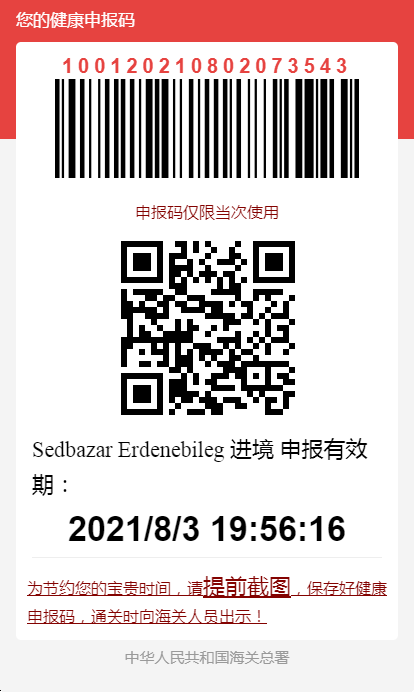 您的健康申报码
100120210802073543
申报码仅限当次使用
Sedbazar Erdenebileg 进境 申报有效
期：
2021/8/3 19:56:16
为节约您的宝贵时间，请提前截图，保存好健康
申报码，通关时向海关人员出示！
中华人民共和国海关总署